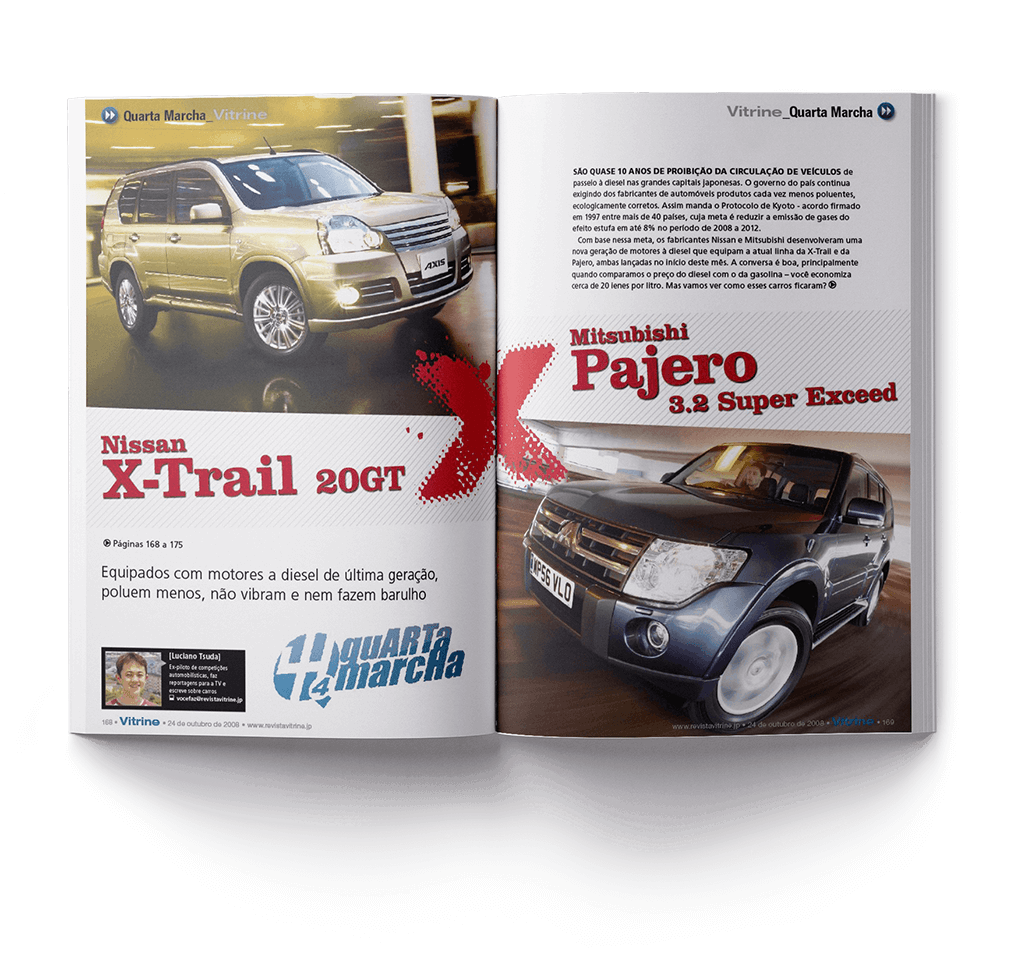 Quarta Marcha_Vitrine
AXIS
Nissan
X-Trail 20GT
Páginas 168 a 175
Equipados com motores a diesel de última geração,
poluem menos, não vibram e nem fazem barulho
[Luciano Tsuda]
Ex-piloto de competições
automobilísticas, faz
reportagens para a TV e
escreve sobre carros
vocefaz@revistavitrine.jp
4 quARTa
marcHa
168 • Vitrine • 24 de outubro de 2008 • www.revistavitrine.jp
X
Vitrine_Quarta Marcha
SÃO QUASE 10 ANOS DE PROIBIÇÃO DA CIRCULAÇÃO DE VEÍCULOS de
passeio à diesel nas grandes capitais japonesas. O governo do país continua
exigindo dos fabricantes de automóveis produtos cada vez menos poluentes,
ecologicamente corretos. Assim manda o Protocolo de Kyoto - acordo firmado
em 1997 entre mais de 40 países, cuja meta é reduzir a emissão de gases do
efeito estufa em até 8% no período de 2008 a 2012.
Com base nessa meta, os fabricantes Nissan e Mitsubishi desenvolveram uma
nova geração de motores à diesel que equipam a atual linha da X-Trail e da
Pajero, ambas lançadas no início deste mês. A conversa é boa, principalmente
quando comparamos o preço do diesel com o da gasolina – você economiza
cerca de 20 ienes por litro. Mas vamos ver como esses carros ficaram?
Mitsubishi
Pajero
3.2 Super Exceed
WP56 VLO
www.revistavitrine.jp • 24 de outubro de 2008 • Vitrine • 169